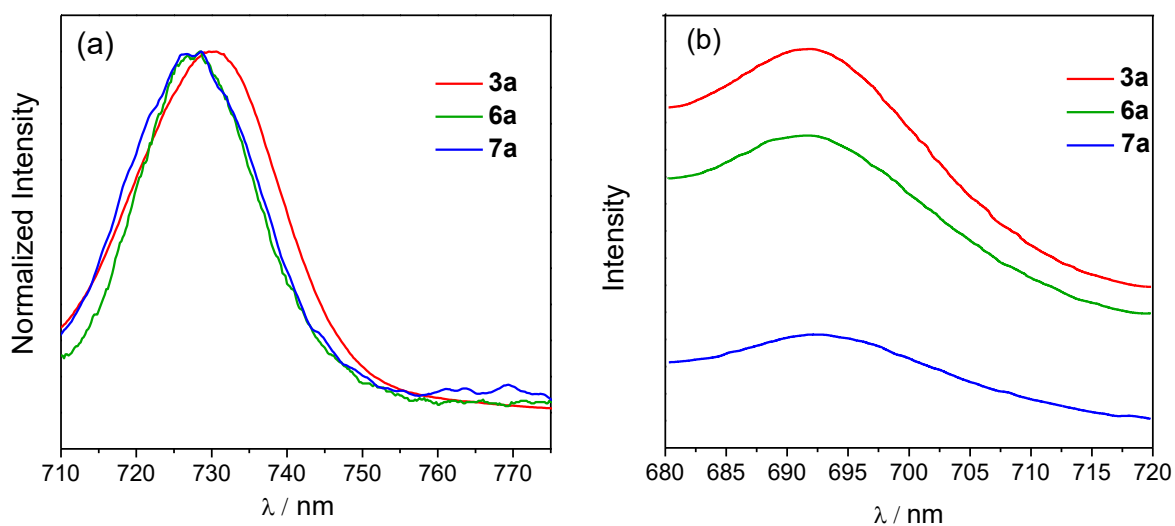 (a)
3a
6a
7a
Normalized Intensity
710 720 730 740 750 760 770
λ / nm
(b)
3a
6a
7a
Intensity
680 685 690 695 700 705 710 715 720
λ / nm